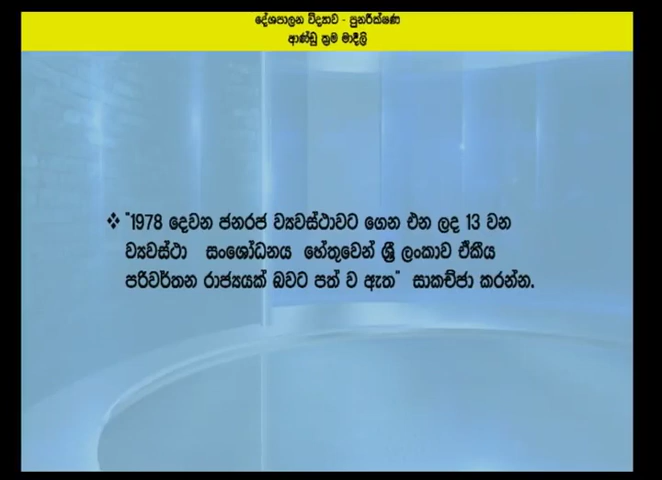 දේශපාලන විද්‍යාව - පුනරීක්ෂණ
ආණ්ඩු ක්‍රම මාදිලි
❖ "1978 දෙවන ජනරජ ව්‍යවස්ථාවට ගෙන එන ලද 13 වන
ව්‍යවස්ථා සංශෝධනය හේතුවෙන් ශ්‍රී ලංකාව ඒකීය
පරිවර්තන රාජ්‍යයක් බවට පත් ව ඇත" සාකච්ඡා කරන්න.